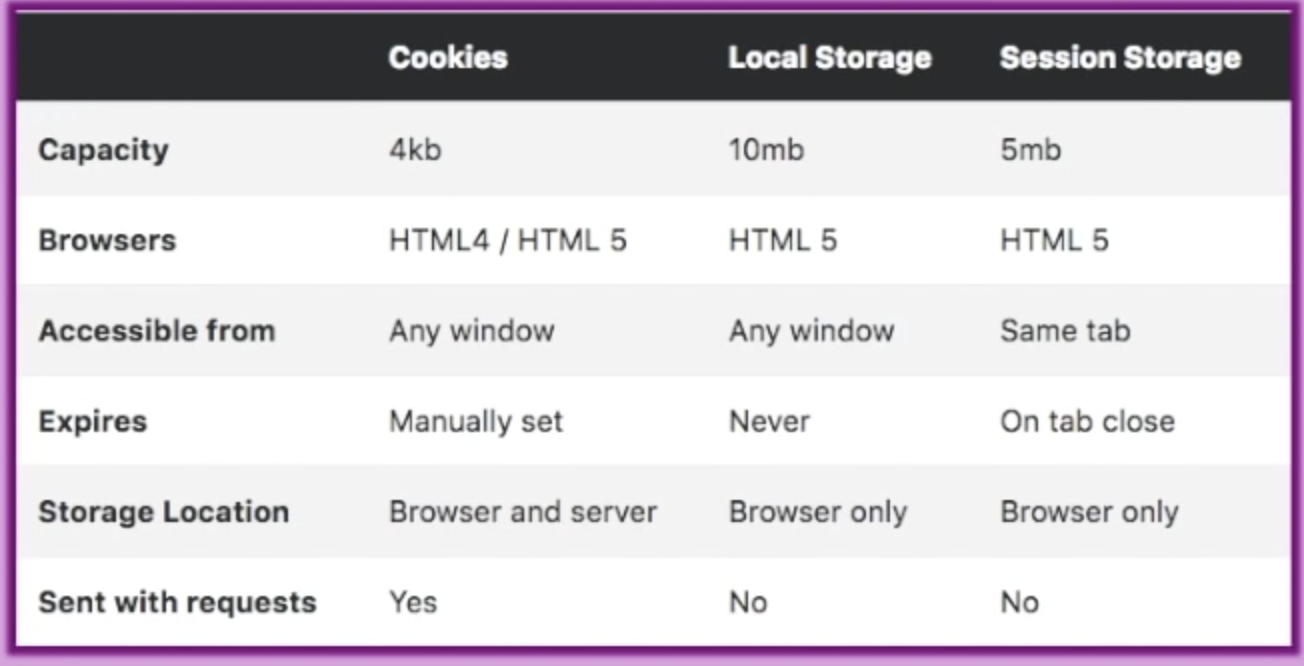 Cookies Local Storage Session Storage
Capacity 4kb 10mb 5mb
Browsers HTML4 / HTML 5 HTML 5 HTML 5
Accessible from Any window Any window Same tab
Expires Manually set Never On tab close
Storage Location Browser and server Browser only Browser only
Sent with requests Yes No No